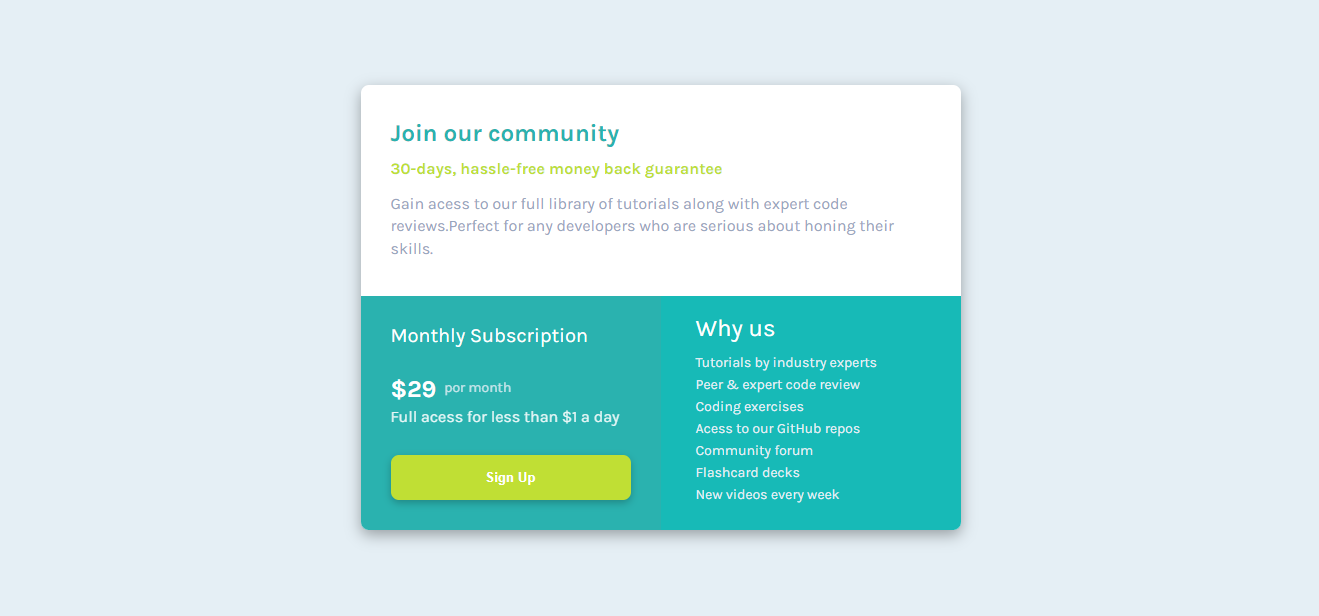 Join our community
30-days, hassle-free money back guarantee
Gain acess to our full library of tutorials along with expert code
reviews.Perfect for any developers who are serious about honing their
skills.
Monthly Subscription
$29 per month
Full acess for less than $1 a day
Sign Up
Why us
Tutorials by industry experts
Peer & expert code review
Coding exercises
Acess to our GitHub repos
Community forum
Flashcard decks
New videos every week